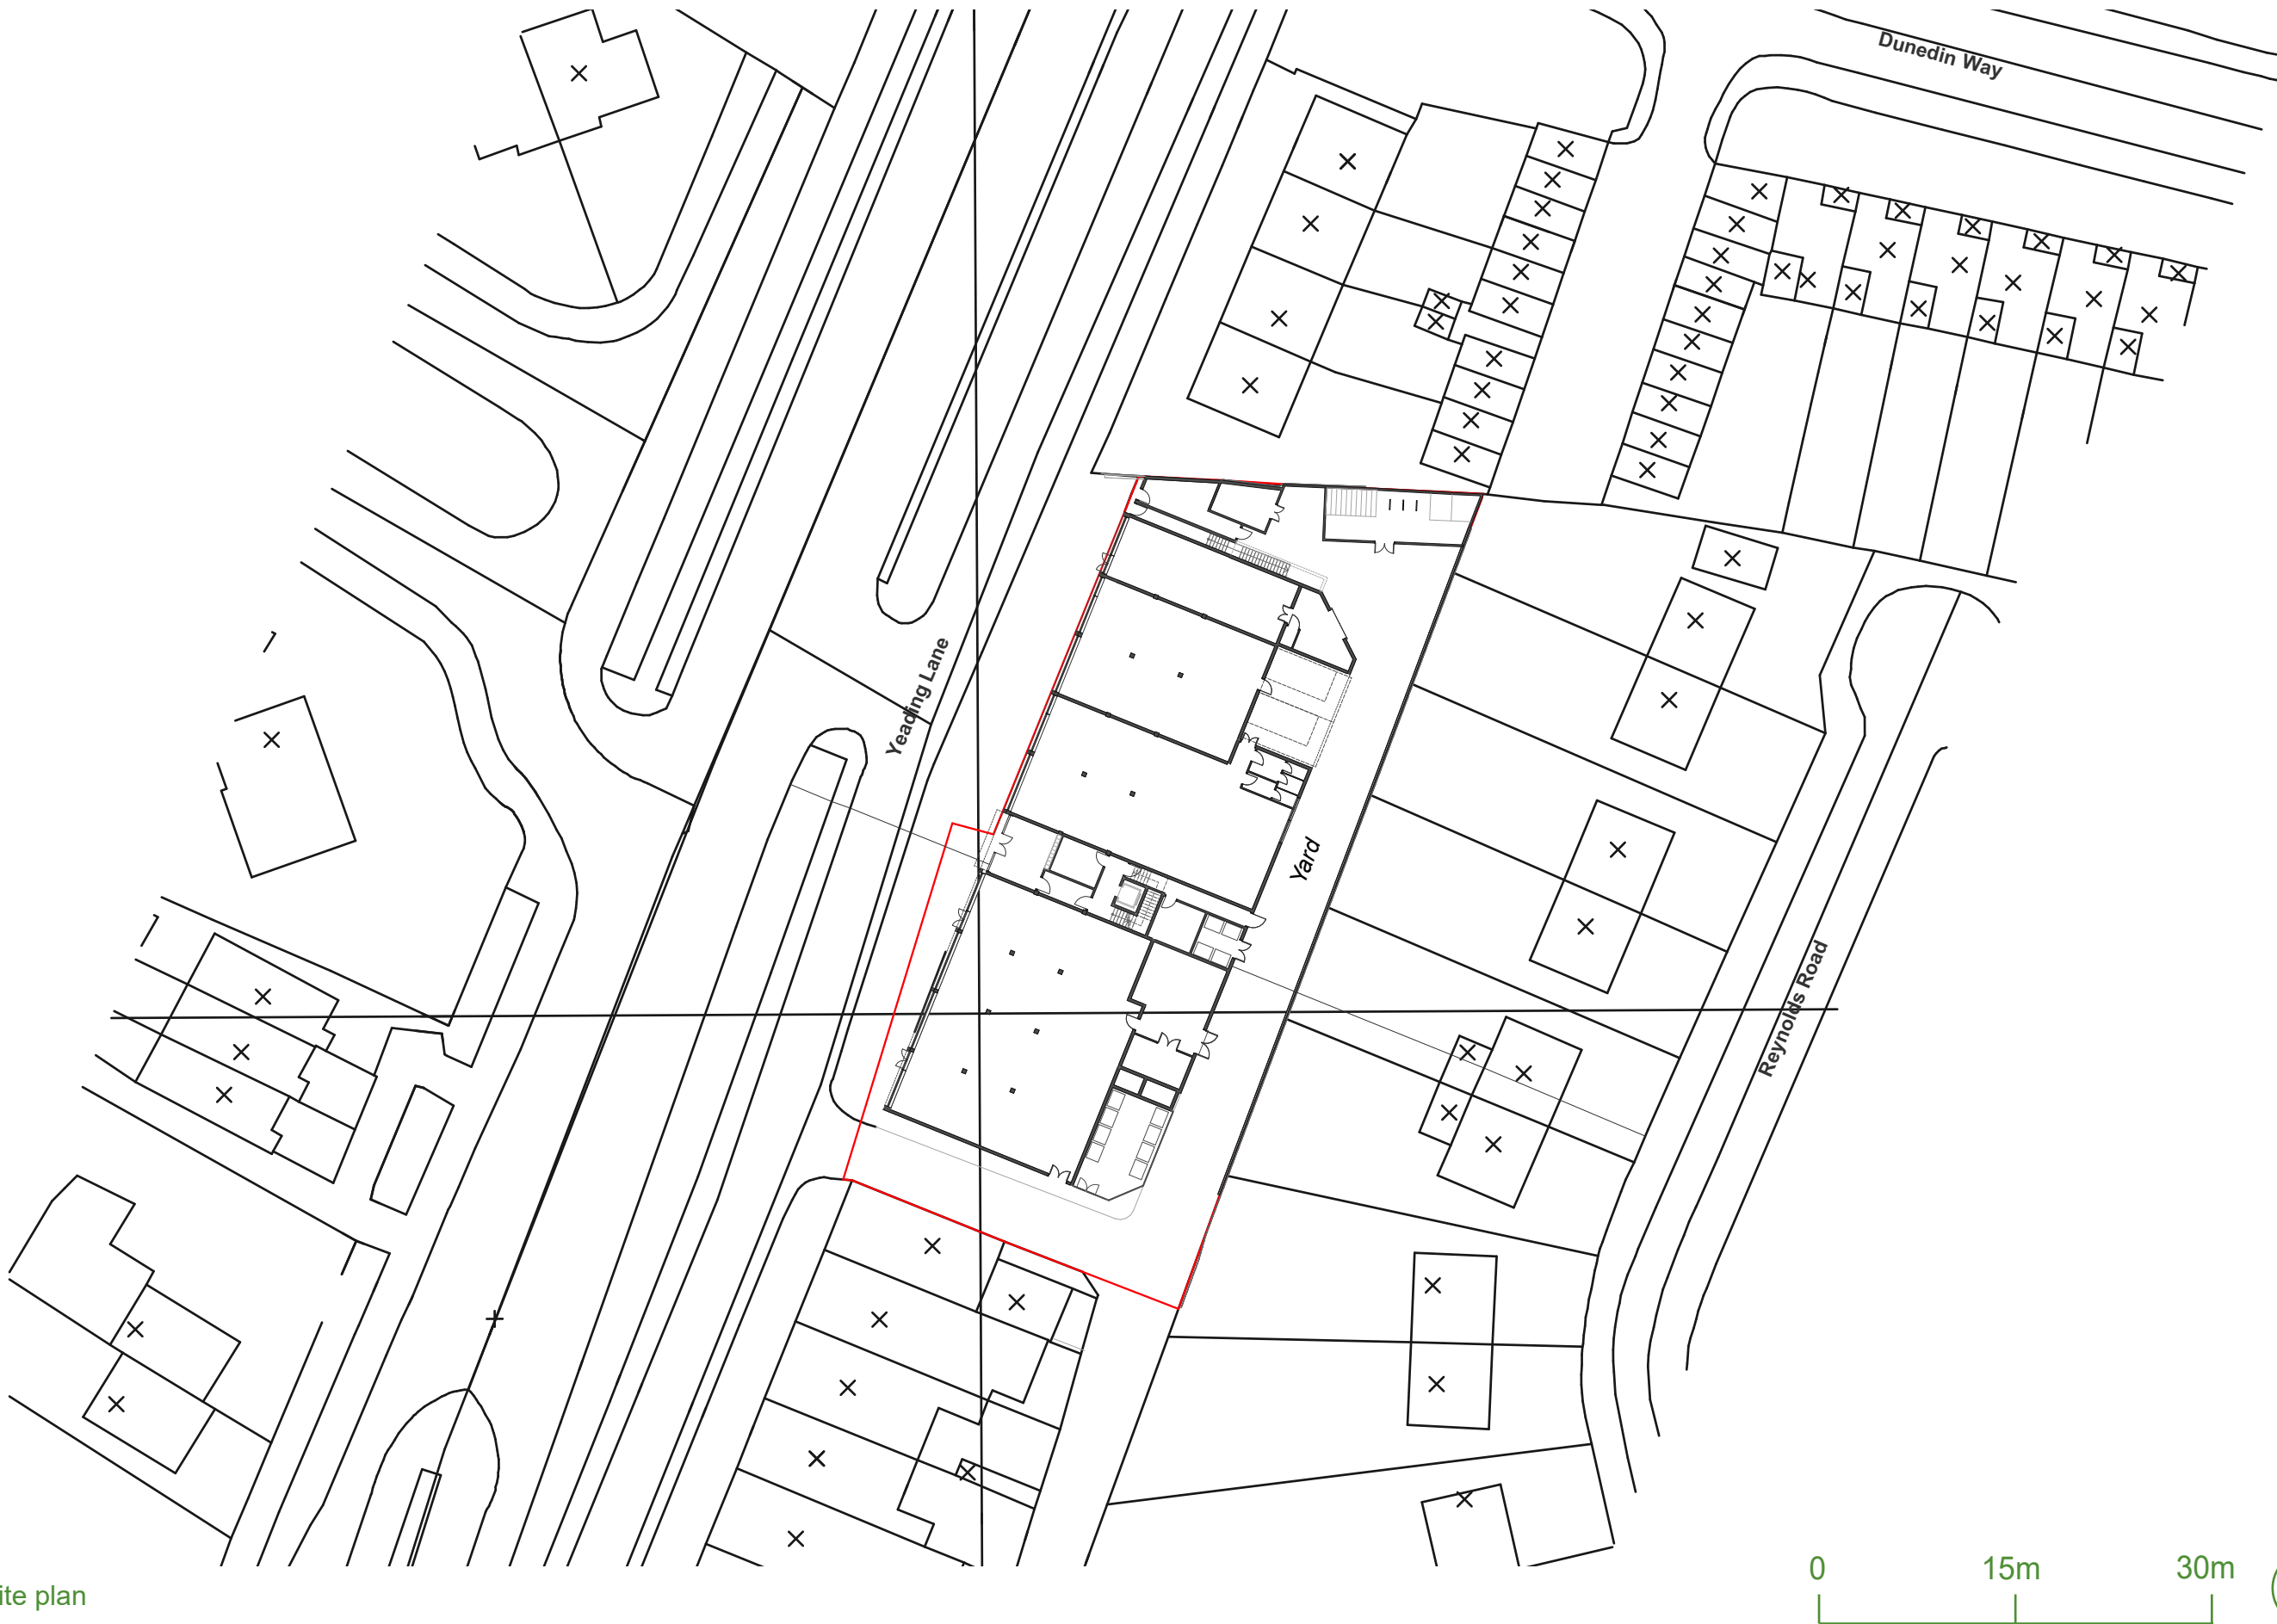 Dunedin Way
Yeading Lane
Yard
Reynolds Road
0 15m 30m
ite plan